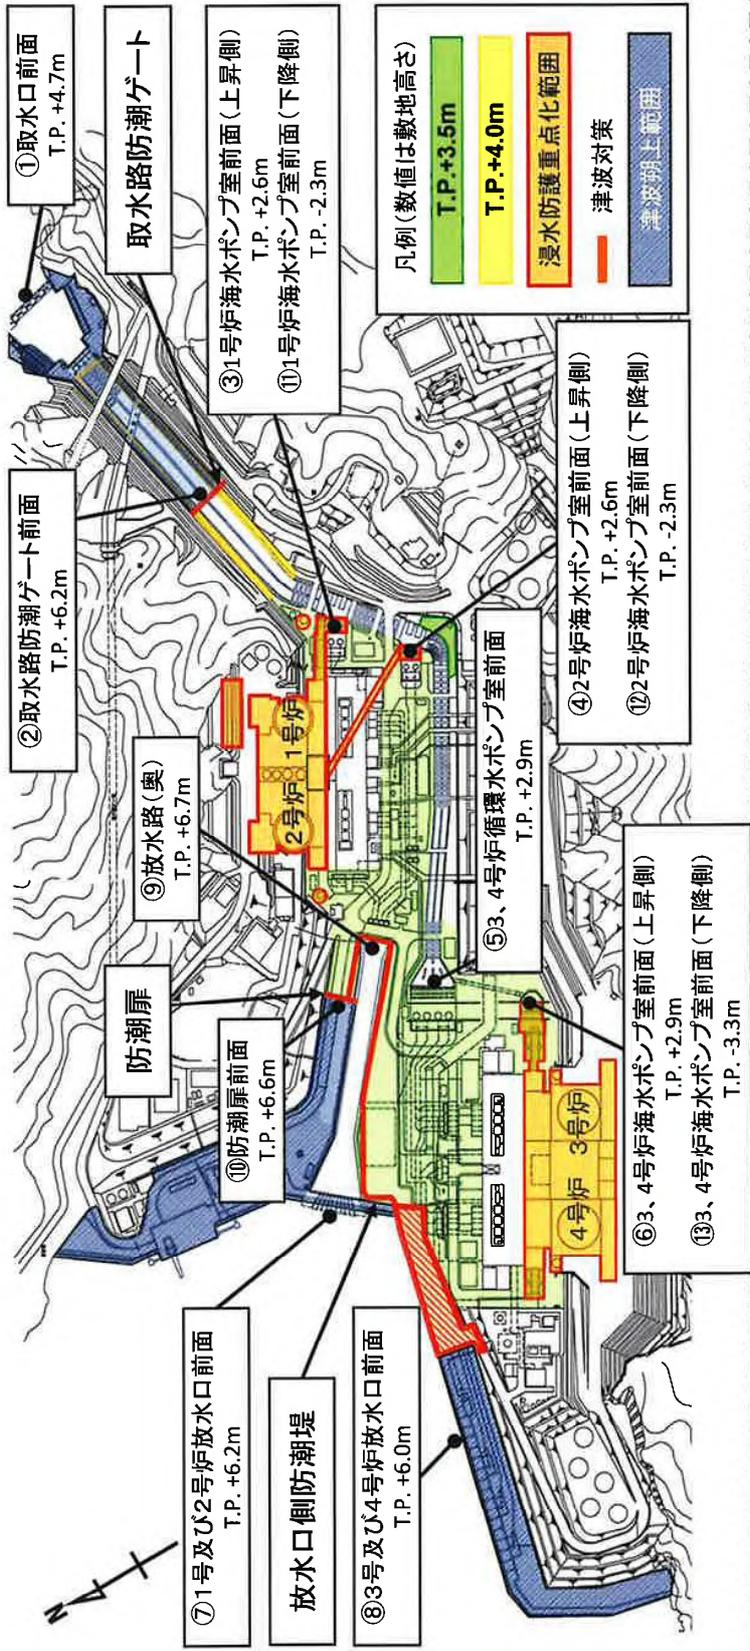 ①取水口前面
T.P. +4.7m
取水路防潮ゲート
②取水路防潮ゲート前面
T.P. +6.2m
③1号炉海水ポンプ室前面(上昇側)
T.P. +2.6m
⑪1号炉海水ポンプ室前面(下降側)
T.P. -2.3m
④2号炉海水ポンプ室前面(上昇側)
T.P. +2.6m
⑫2号炉海水ポンプ室前面(下降側)
T.P. -2.3m
⑤3、4号炉循環水ポンプ室前面
T.P. +2.9m
⑥3、4号炉海水ポンプ室前面(上昇側)
T.P. +2.9m
⑬3、4号炉海水ポンプ室前面(下降側)
T.P. -3.3m
⑦1号及び2号炉放水口前面
T.P. +6.2m
放水口側防潮堤
⑧3号及び4号炉放水口前面
T.P. +6.0m
⑨放水路(奥)
T.P. +6.7m
防潮扉
⑩防潮扉前面
T.P. +6.6m
2号炉 1号炉
4号炉 3号炉
N
凡例(数値は敷地高さ)
T.P.+3.5m
T.P.+4.0m
浸水防護重点化範囲
津波対策
津波遡上範囲